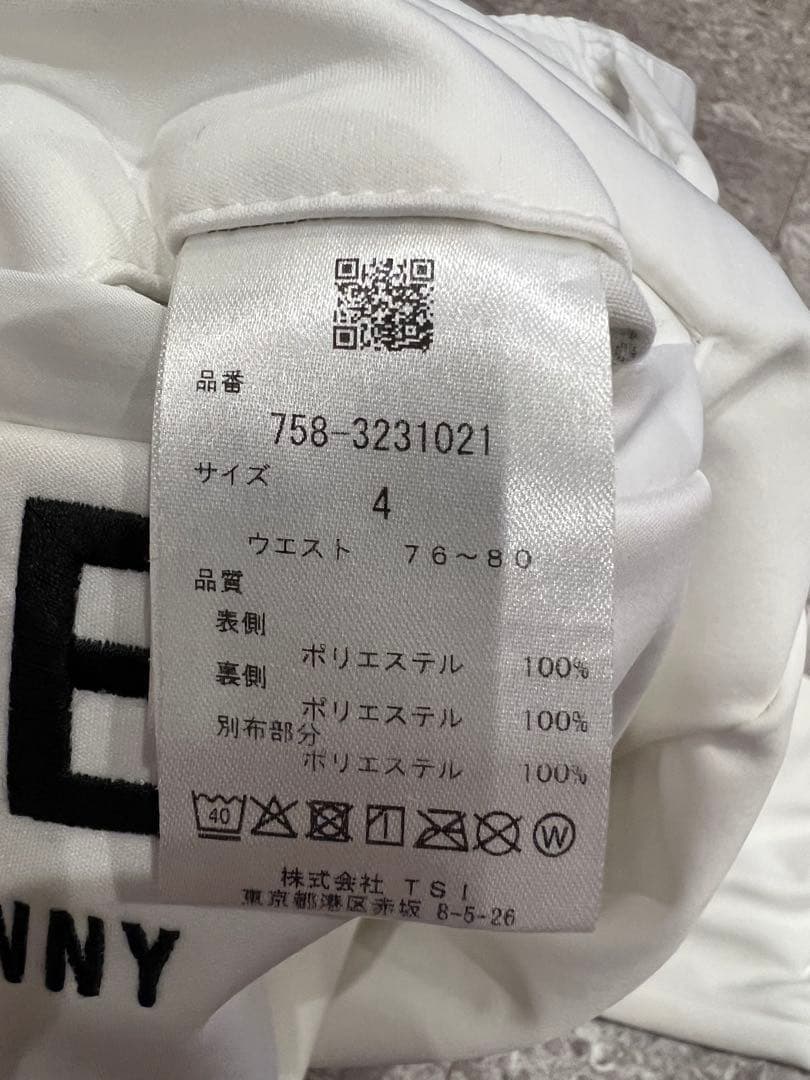 品番
758-3231021
サイズ
4
ウエスト 76～80
品質
表側
ポリエステル 100%
裏側
ポリエステル 100%
別布部分
ポリエステル 100%
40
W
株式会社 TSI
東京都港区赤坂 8-5-26
E
NNY